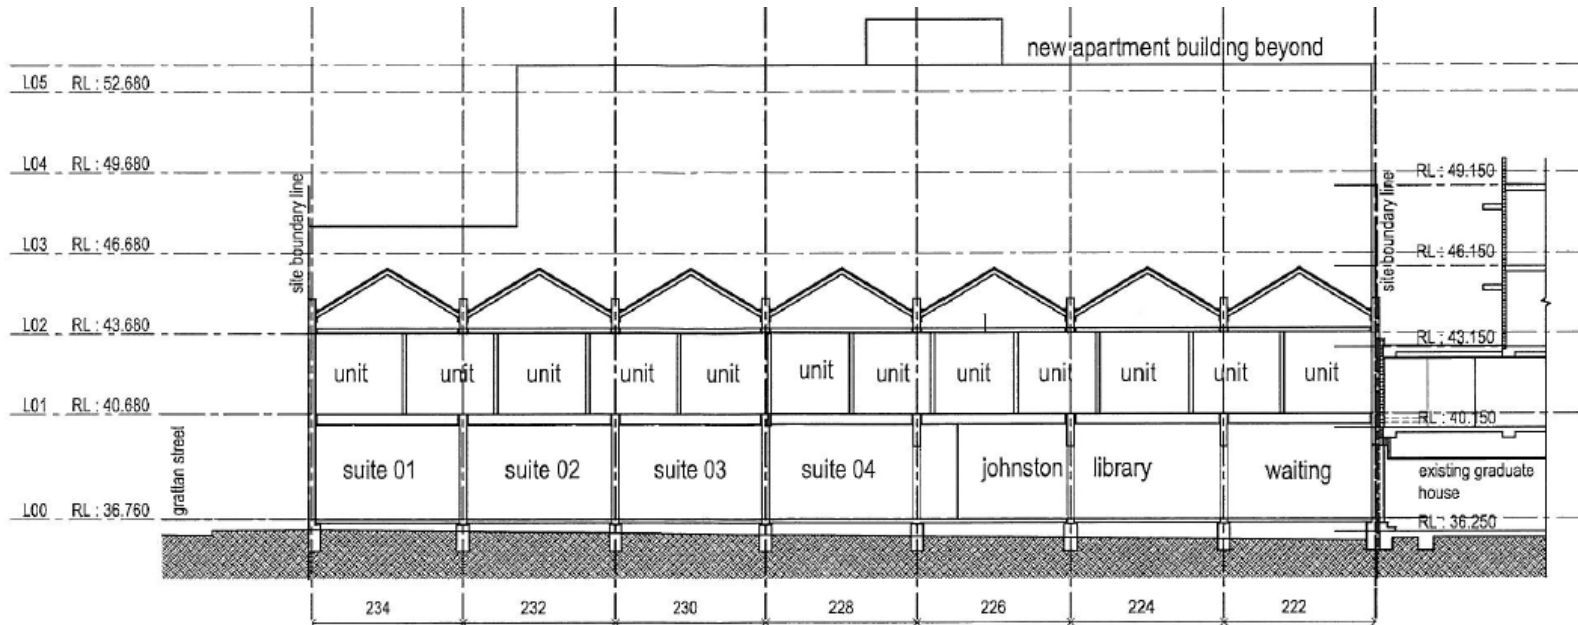 new apartment building beyond
L05 RL : 52.680
L04 RL : 49.680
RL : 49.150
site boundary line
site boundary line
L03 RL : 46.680
RL : 46.150
L02 RL : 43.680
RL : 43.150
unit unit unit unit unit unit unit unit unit unit unit unit
L01 RL : 40.680
RL : 40.150
grattan street
suite 01 suite 02 suite 03 suite 04 johnston library waiting
existing graduate
house
L00 RL : 36.760
RL : 36.250
234 232 230 228 226 224 222